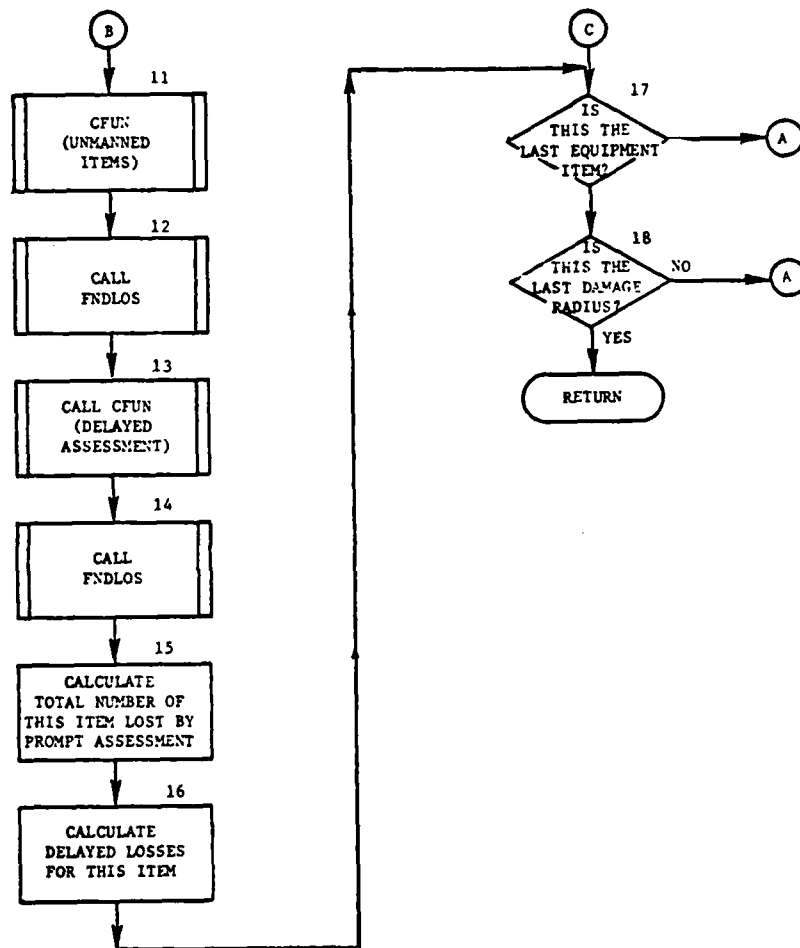 B
11
CFUN
(UNMANNED
ITEMS)
12
CALL
FNDLOS
13
CALL CFUN
(DELAYED
ASSESSMENT)
14
CALL
FNDLOS
15
CALCULATE
TOTAL NUMBER OF
THIS ITEM LOST BY
PROMPT ASSESSMENT
16
CALCULATE
DELAYED LOSSES
FOR THIS ITEM
C
17
IS
THIS THE
LAST EQUIPMENT
ITEM?
A
18
IS
THIS THE
LAST DAMAGE
RADIUS?
NO
A
YES
RETURN